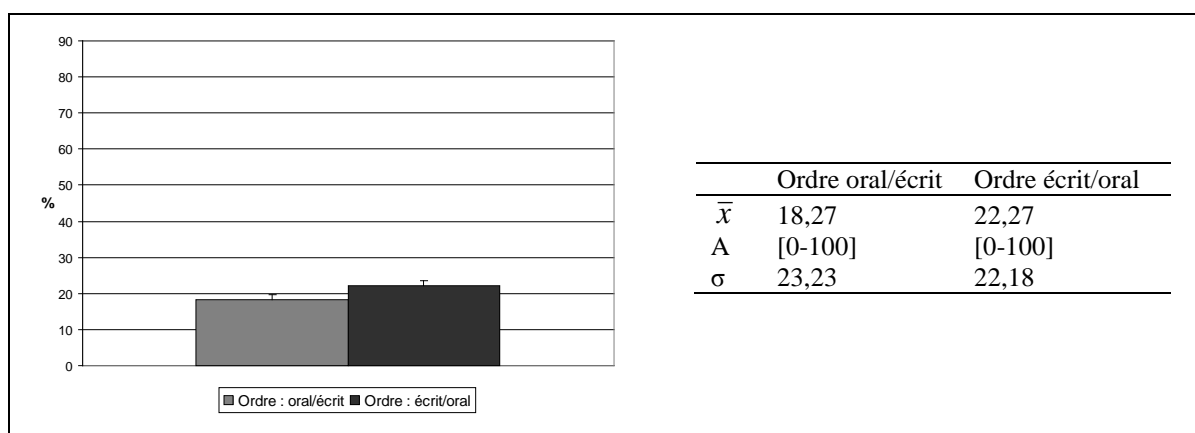 90
80
70
60
50
%
40
30
20
10
0
Ordre : oral/écrit Ordre : écrit/oral
Ordre oral/écrit Ordre écrit/oral
x̅ 18,27 22,27
A [0-100] [0-100]
σ 23,23 22,18